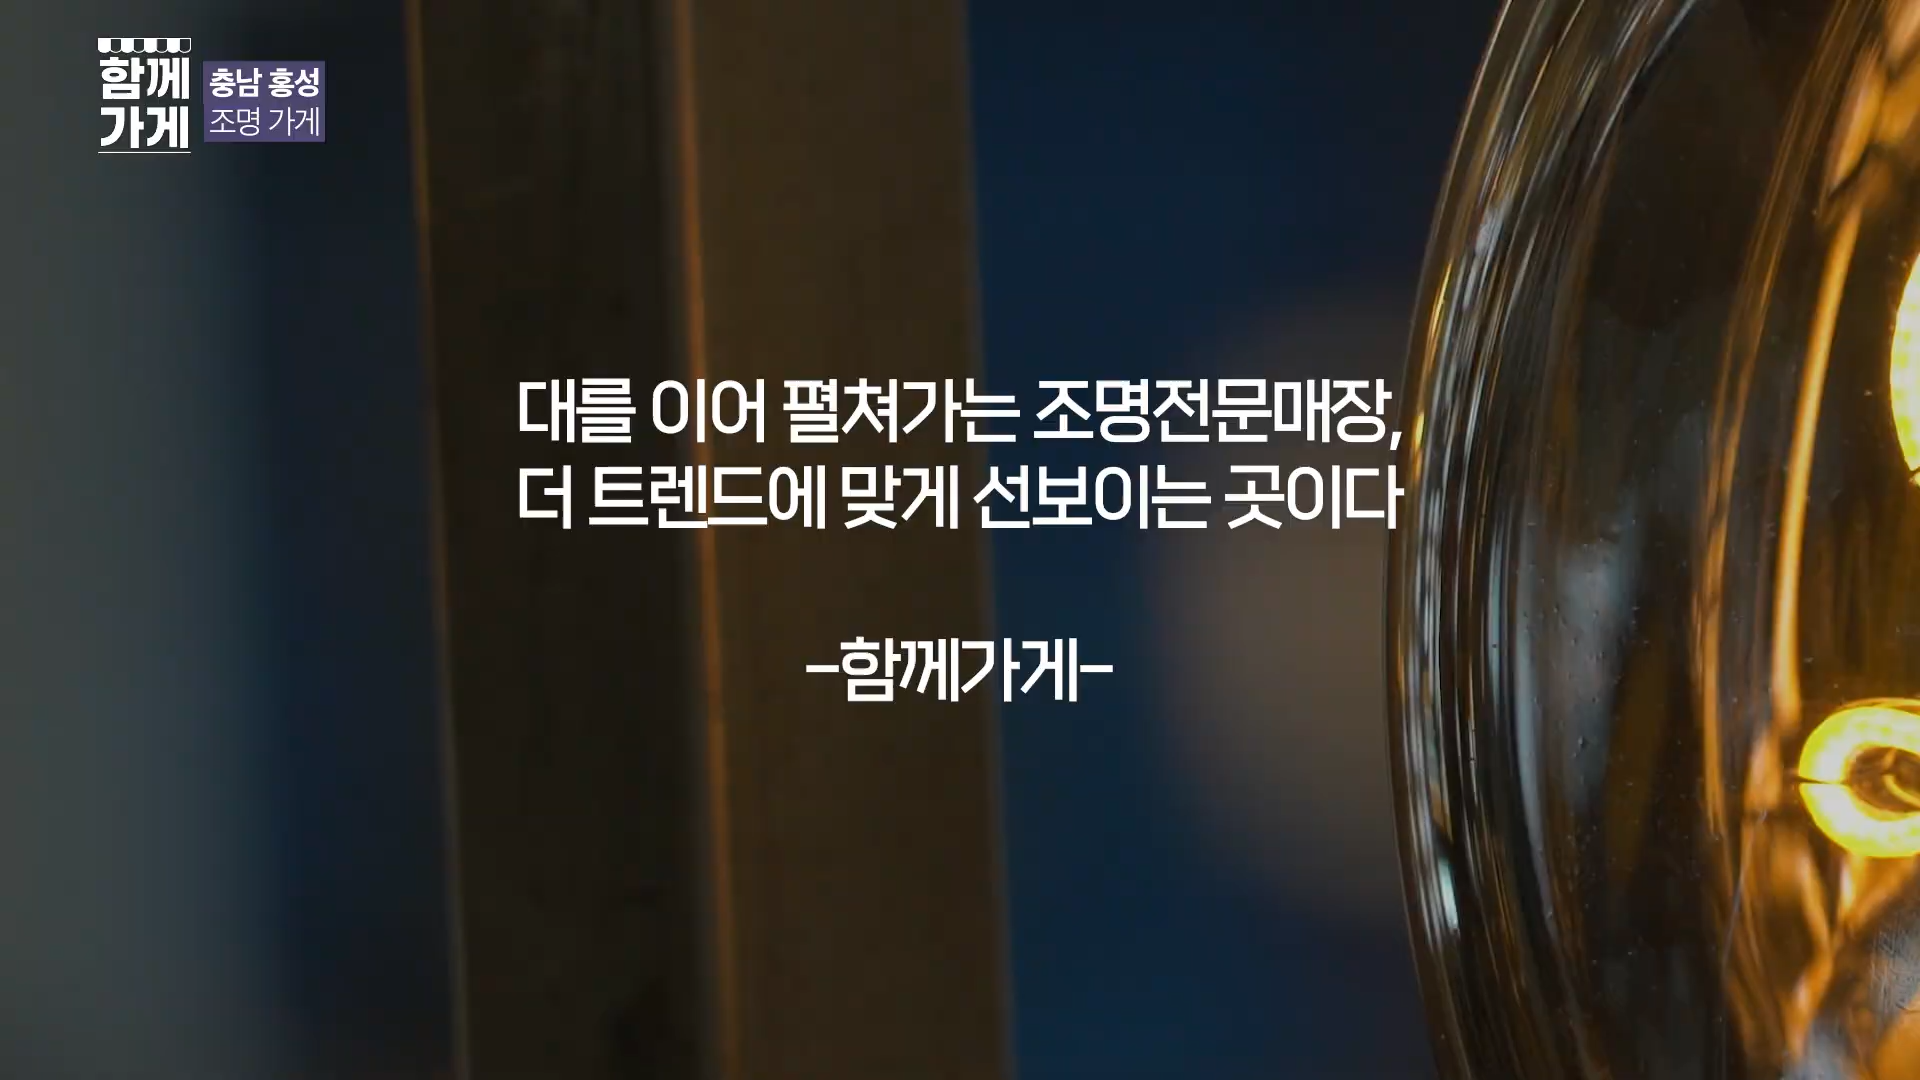 함께
가게
충남 홍성
조명 가게
대를 이어 펼쳐가는 조명전문매장,
더 트렌드에 맞게 선보이는 곳이다
-함께가게-